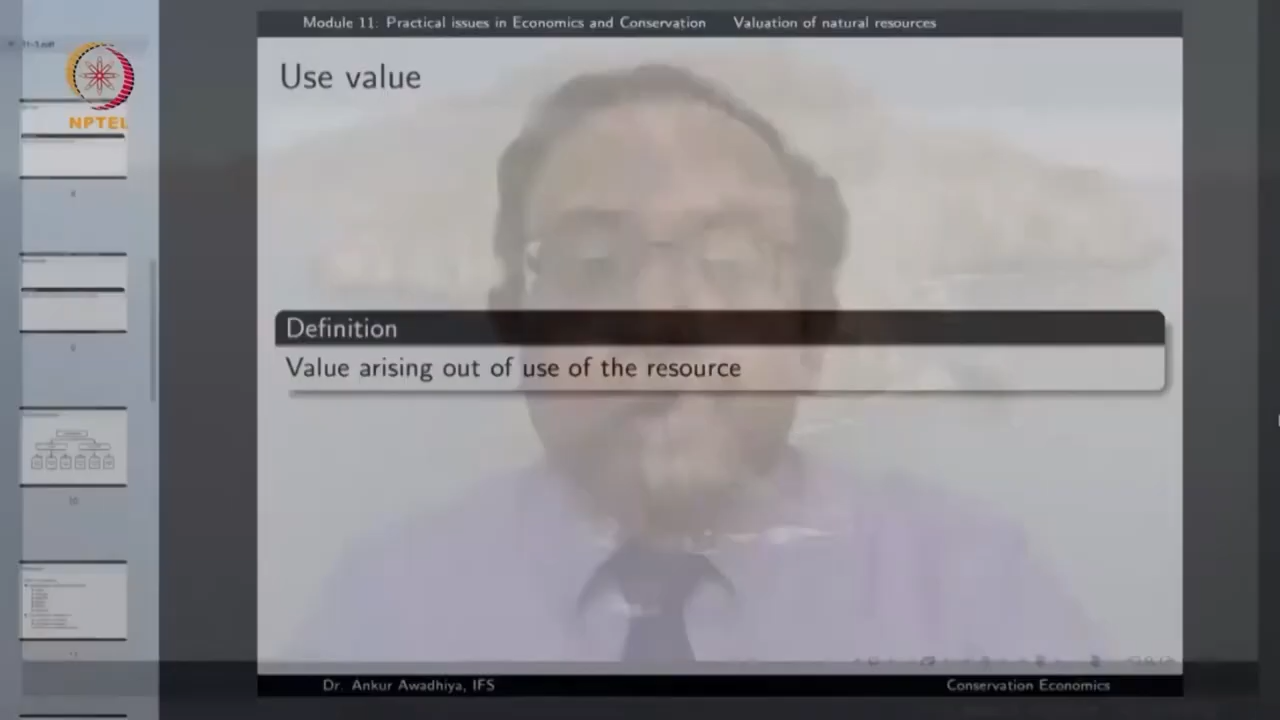 Module 11: Practical issues in Economics and Conservation Valuation of natural resources
NPTEL
Use value
Definition
Value arising out of use of the resource
Dr. Ankur Awadhiya, IFS Conservation Economics